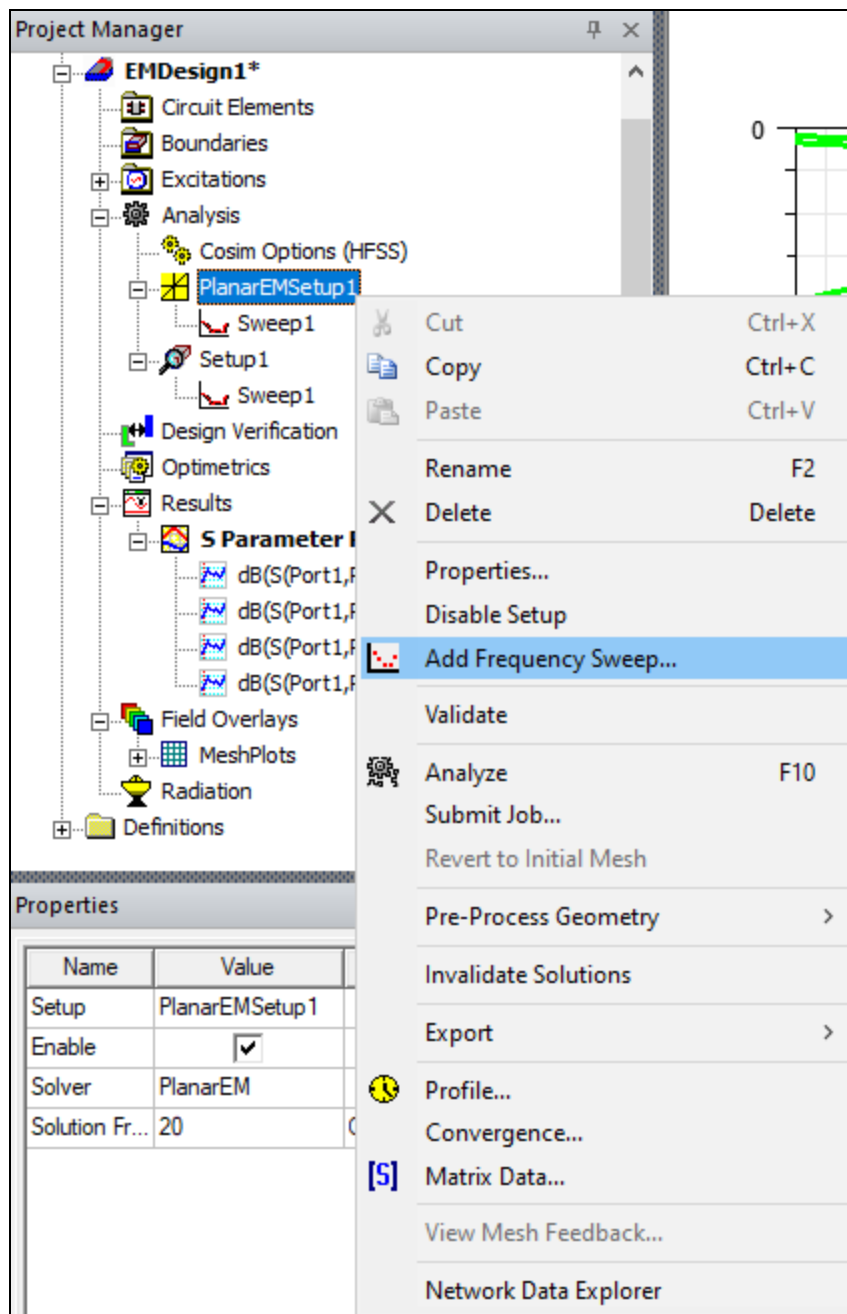 Project Manager
EMDesign1*
Circuit Elements
Boundaries
Excitations
Analysis
Cosim Options (HFSS)
PlanarEMSetup1
Sweep1
Setup1
Sweep1
Design Verification
Optimetrics
Results
S Parameter
dB(S(Port1,
dB(S(Port1,
dB(S(Port1,
dB(S(Port1,
Field Overlays
MeshPlots
Radiation
Definitions
0
Cut Ctrl+X
Copy Ctrl+C
Paste Ctrl+V
Rename F2
Delete Delete
Properties...
Disable Setup
Add Frequency Sweep...
Validate
Analyze F10
Submit Job...
Revert to Initial Mesh
Pre-Process Geometry >
Invalidate Solutions
Export >
Profile...
Convergence...
[S] Matrix Data...
View Mesh Feedback...
Network Data Explorer
Properties
Name Value
Setup PlanarEMSetup1
Enable
Solver PlanarEM
Solution Fr... 20